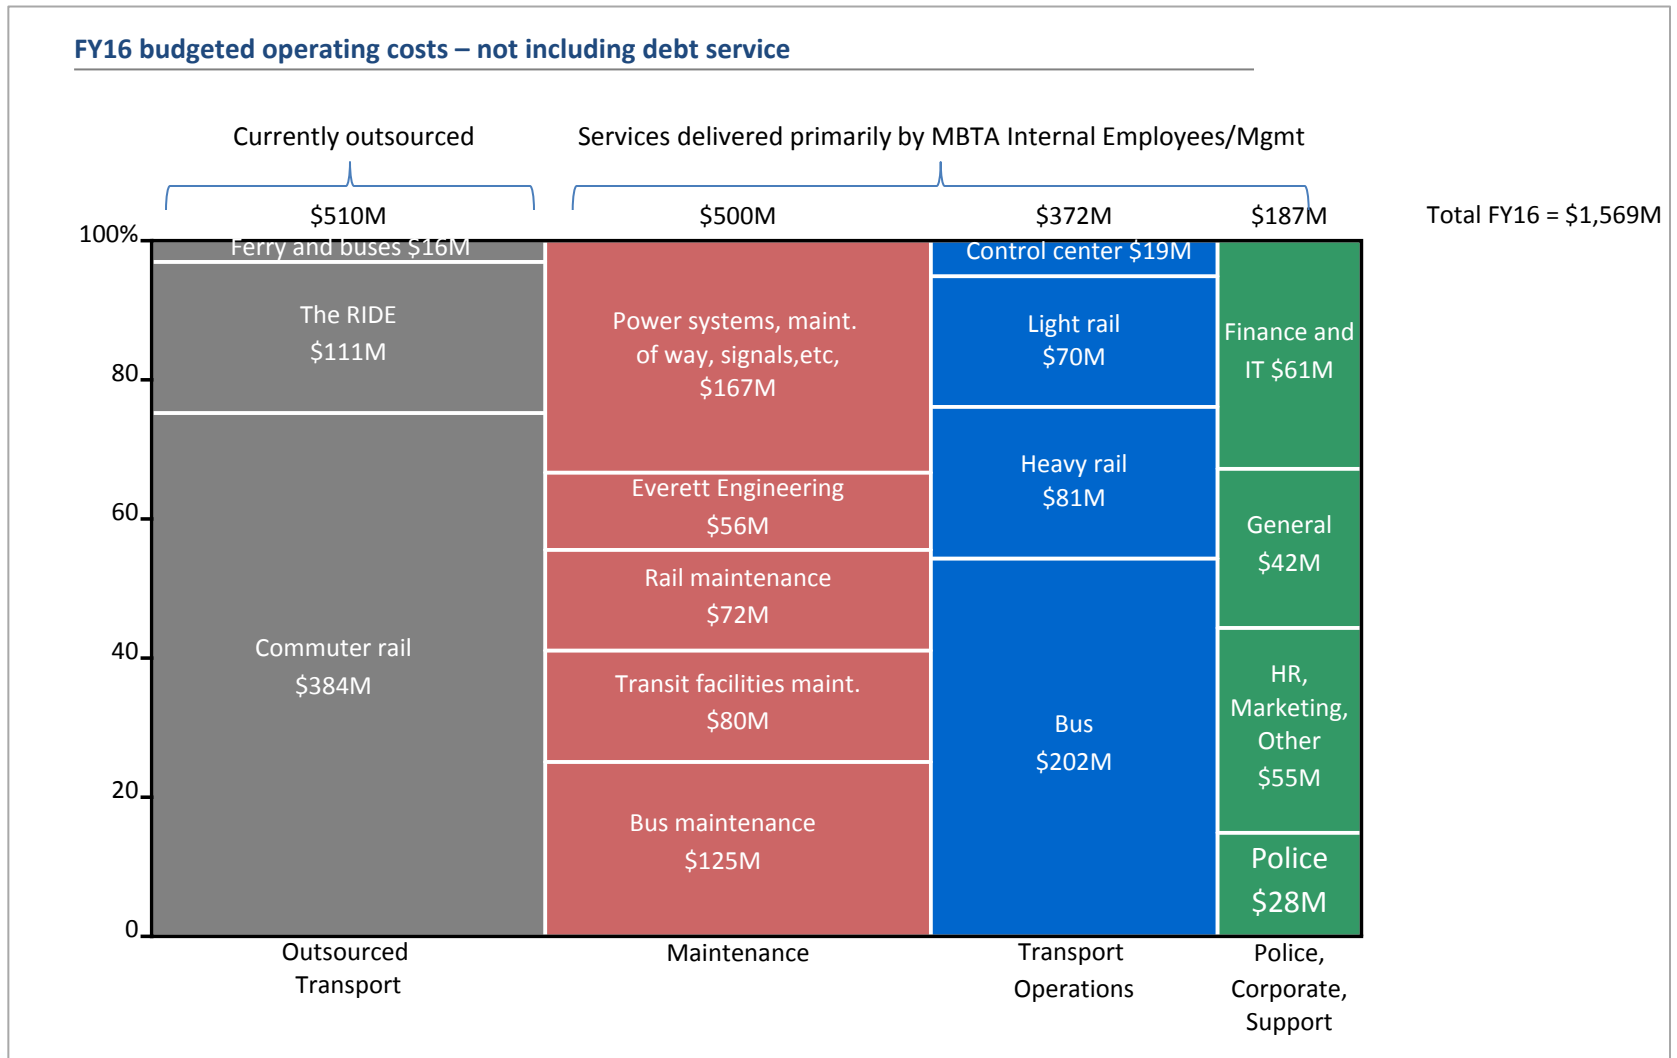 FY16 budgeted operating costs – not including debt service
Currently outsourced
Services delivered primarily by MBTA Internal Employees/Mgmt
$510M
$500M
$372M
$187M
Total FY16 = $1,569M
100%
80
60
40
20
0
Ferry and buses $16M
The RIDE
$111M
Commuter rail
$384M
Power systems, maint.
of way, signals,etc,
$167M
Everett Engineering
$56M
Rail maintenance
$72M
Transit facilities maint.
$80M
Bus maintenance
$125M
Control center $19M
Light rail
$70M
Heavy rail
$81M
Bus
$202M
Finance and
IT $61M
General
$42M
HR,
Marketing,
Other
$55M
Police
$28M
Outsourced
Transport
Maintenance
Transport
Operations
Police,
Corporate,
Support